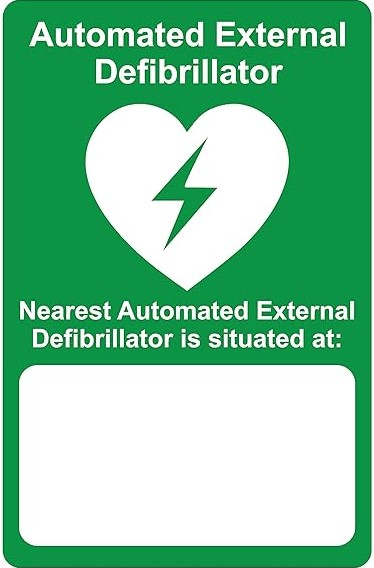 Automated External
Defibrillator
Nearest Automated External
Defibrillator is situated at: